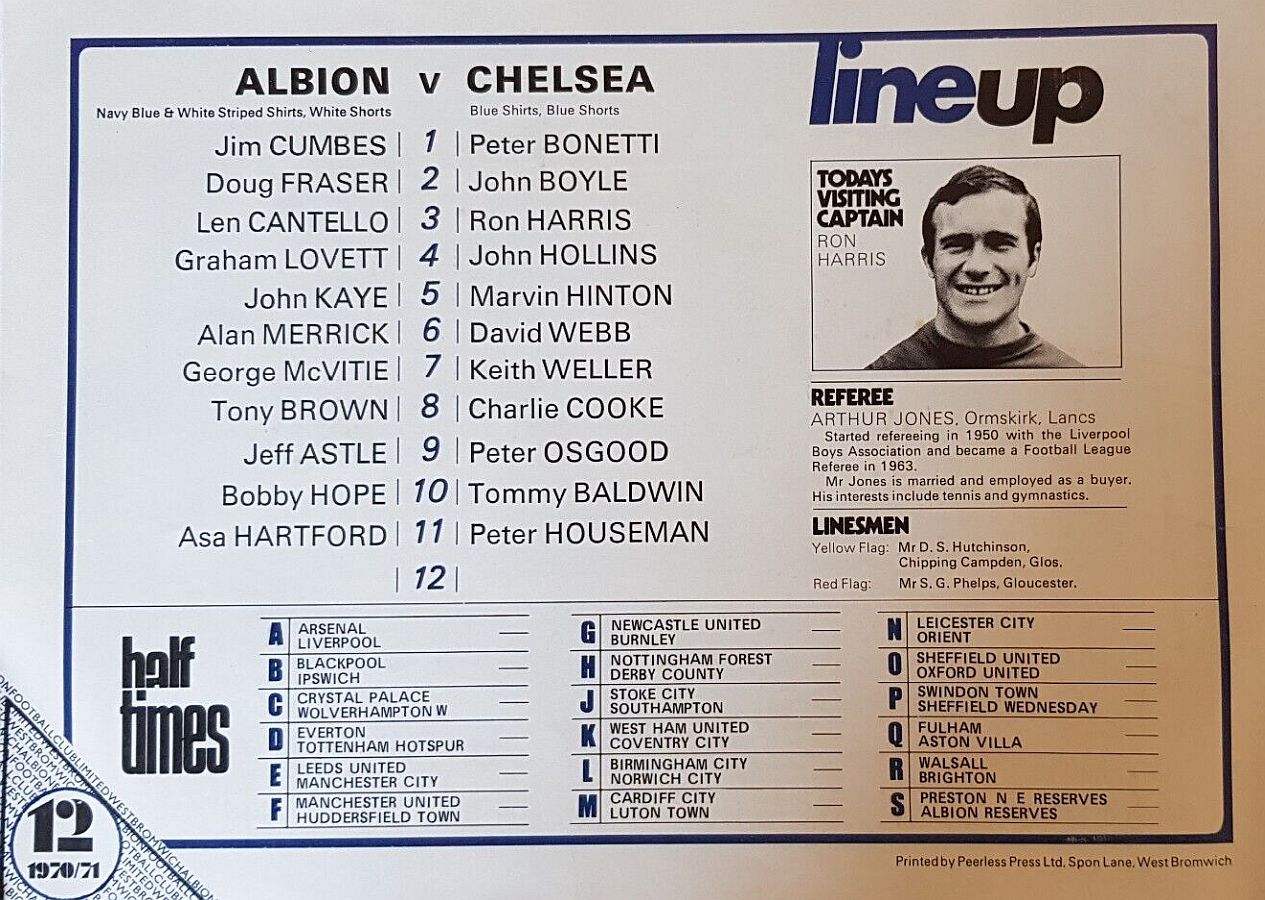 ALBION v CHELSEA
Navy Blue & White Striped Shirts, White Shorts
Blue Shirts, Blue Shorts
Jim CUMBES | 1 | Peter BONETTI
Doug FRASER | 2 | John BOYLE
Len CANTELLO | 3 | Ron HARRIS
Graham LOVETT | 4 | John HOLLINS
John KAYE | 5 | Marvin HINTON
Alan MERRICK | 6 | David WEBB
George McVITIE | 7 | Keith WELLER
Tony BROWN | 8 | Charlie COOKE
Jeff ASTLE | 9 | Peter OSGOOD
Bobby HOPE | 10 | Tommy BALDWIN
Asa HARTFORD | 11 | Peter HOUSEMAN
| 12 |
lineup
TODAYS
VISITING
CAPTAIN
RON
HARRIS
REFEREE
ARTHUR JONES, Ormskirk, Lancs
Started refereeing in 1950 with the Liverpool
Boys Association and became a Football League
Referee in 1963.
Mr Jones is married and employed as a buyer.
His interests include tennis and gymnastics.
LINESMEN
Yellow Flag: Mr D. S. Hutchinson,
Chipping Campden, Glos.
Red Flag: Mr S. G. Phelps, Gloucester.
half
times
A ARSENAL
LIVERPOOL
B BLACKPOOL
IPSWICH
C CRYSTAL PALACE
WOLVERHAMPTON W
D EVERTON
TOTTENHAM HOTSPUR
E LEEDS UNITED
MANCHESTER CITY
F MANCHESTER UNITED
HUDDERSFIELD TOWN
G NEWCASTLE UNITED
BURNLEY
H NOTTINGHAM FOREST
DERBY COUNTY
J STOKE CITY
SOUTHAMPTON
K WEST HAM UNITED
COVENTRY CITY
L BIRMINGHAM CITY
NORWICH CITY
M CARDIFF CITY
LUTON TOWN
N LEICESTER CITY
ORIENT
O SHEFFIELD UNITED
OXFORD UNITED
P SWINDON TOWN
SHEFFIELD WEDNESDAY
Q FULHAM
ASTON VILLA
R WALSALL
BRIGHTON
S PRESTON N E RESERVES
ALBION RESERVES
12
1970/71
Printed by Peerless Press Ltd, Spon Lane, West Bromwich